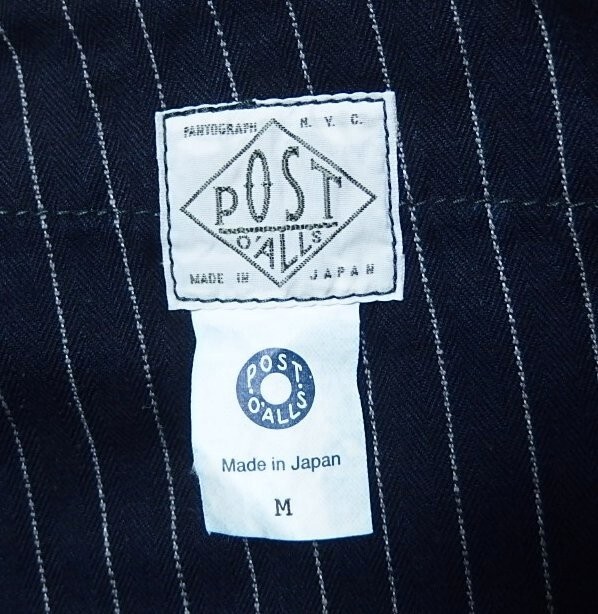 PANTOGRAPH N.Y.C.
POST
O'ALLS
MADE IN JAPAN
POST
O'ALLS
Made in Japan
M